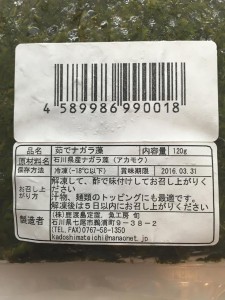 4 589986 990018
品名 茹でナガラ藻 内容量 120g
原材料名 石川県産ナガラ藻（アカモク）
保存方法 冷凍(-18℃以下) 賞味期限 2016.03.31
お召し上がり方 解凍して、酢で味付けしてお召し上がりください
汁物、麺類のトッピングにも最適です。
解凍後は5日以内にお召し上がりください
製造者 (株)鹿渡島定置、魚工房 旬
石川県七尾市鵜浦町9-38-2
(TEL,FAX)0767-58-1350
kadoshimateichi@nanaonet.jp